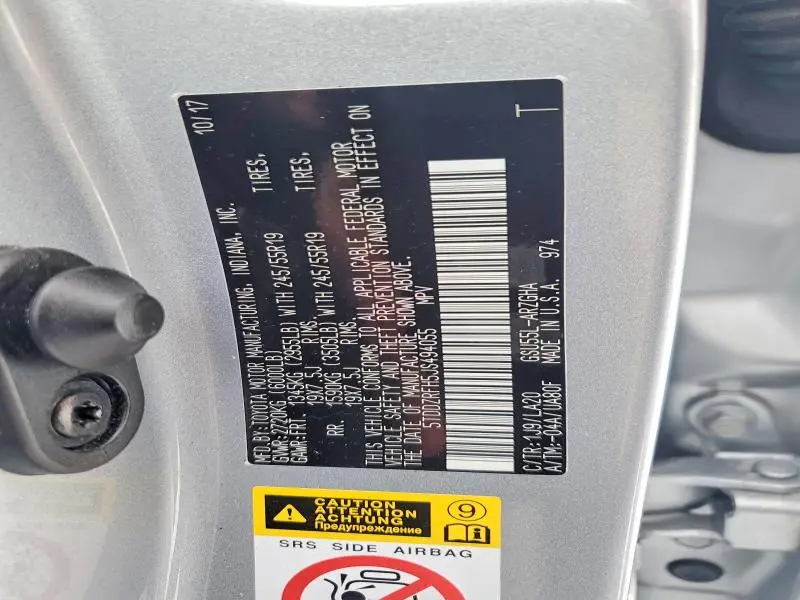 MFD.BY:TOYOTA MOTOR MANUFACTURING, INDIANA, INC. 10/17
GVWR:2720KG (6000LB)
GAWR:FRT. 1345KG (2955LB) WITH 245/55R19 TIRES,
19X7.5J RIMS,
RR. 1590KG (3505LB) WITH 245/55R19 TIRES,
19X7.5J RIMS.
THIS VEHICLE CONFORMS TO ALL APPLICABLE FEDERAL MOTOR
VEHICLE SAFETY AND THEFT PREVENTION STANDARDS IN EFFECT ON
THE DATE OF MANUFACTURE SHOWN ABOVE.
5TDDZRFH5JS494055 MPV
C/TR:1J9/LA20 GSU55L-ARZGHA T
A/TM:-04A/UA80F MADE IN U.S.A. 974
CAUTION
ATTENTION
ACHTUNG
Предупреждение
9
SRS SIDE AIRBAG